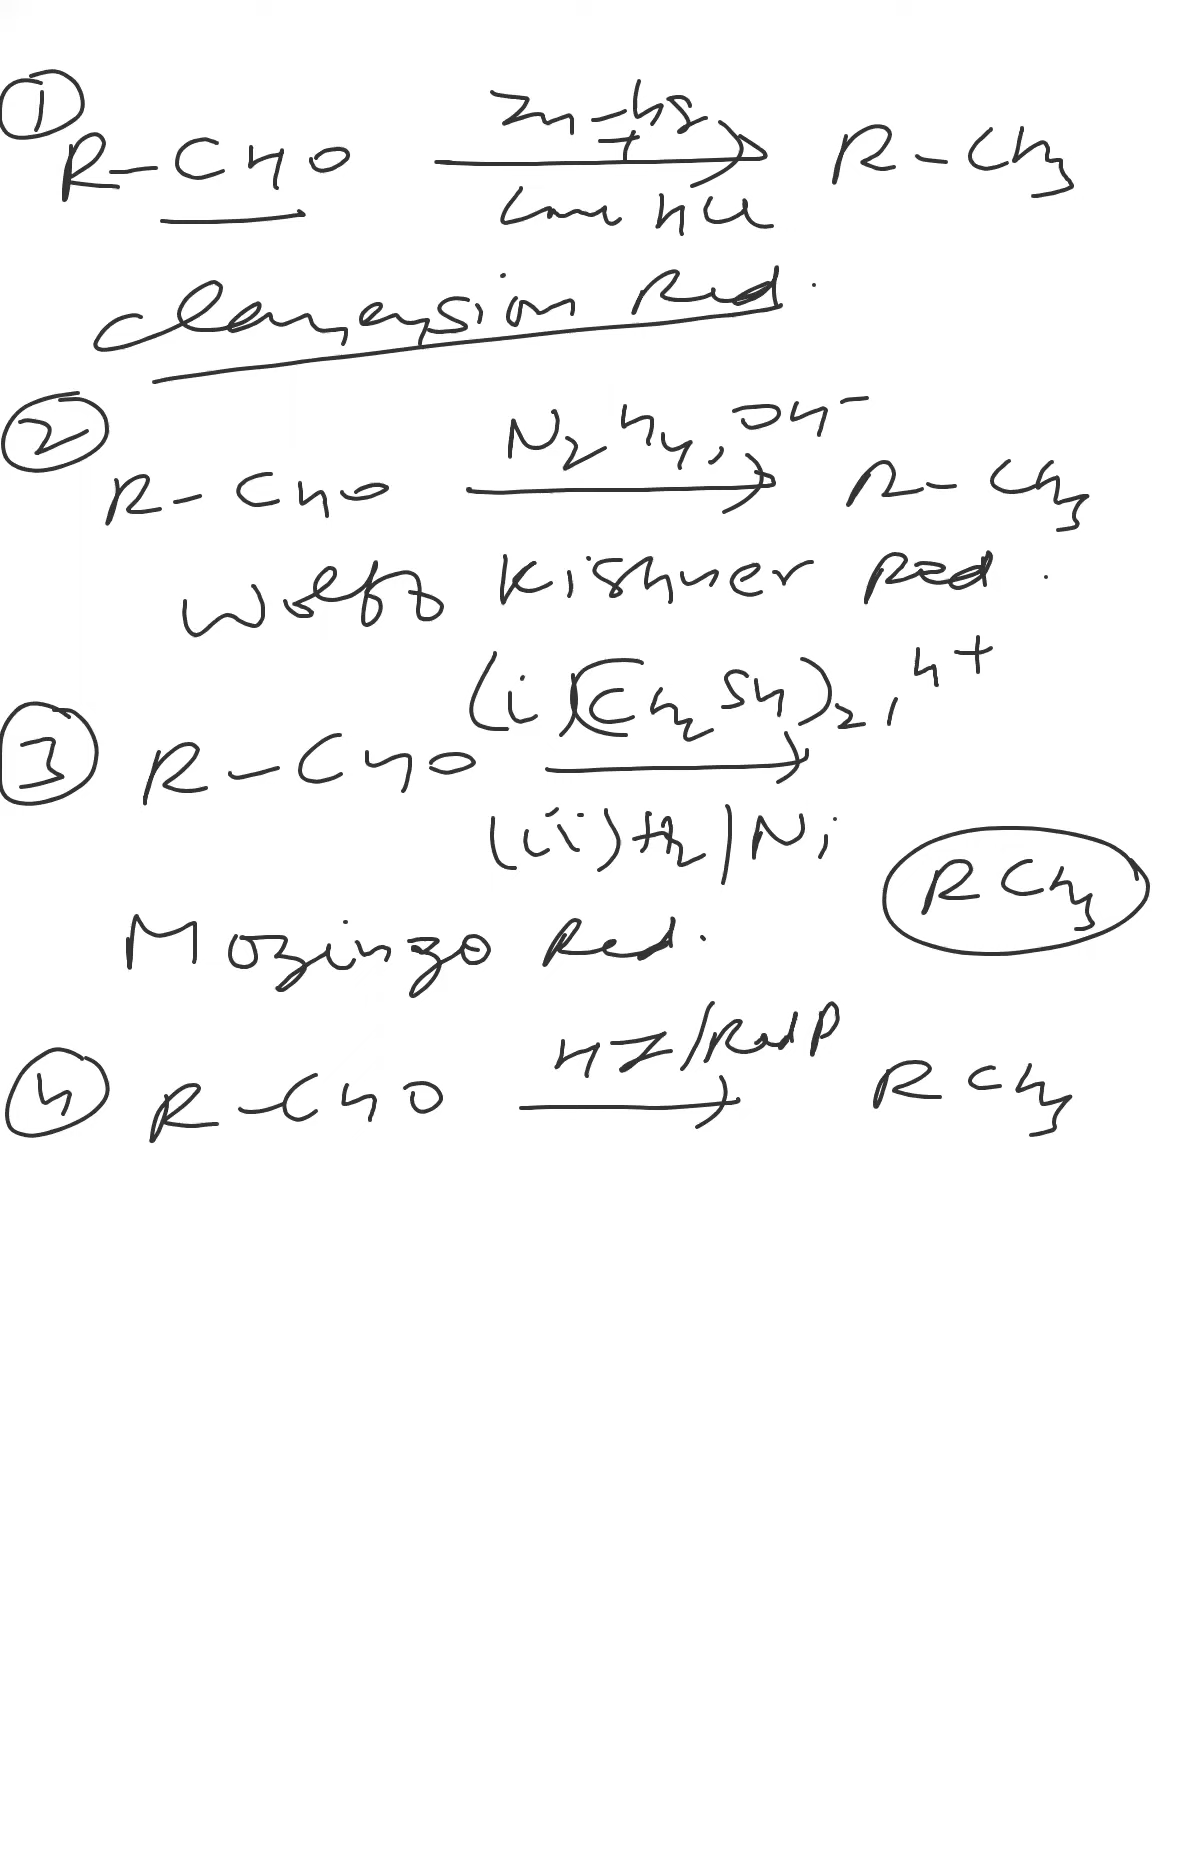 ① R-CHO Zn-Hg → R-CH3
Conc HCl
Clemensin Red.
② R-CHO N2H4, OH- → R-CH3
Wolff Kishner Red.
③ R-CHO (i)(CH2SH)2, H+ →
(ii) H2/Ni
RCH3
Mozingo Red.
④ R-CHO HI/Red P → RCH3